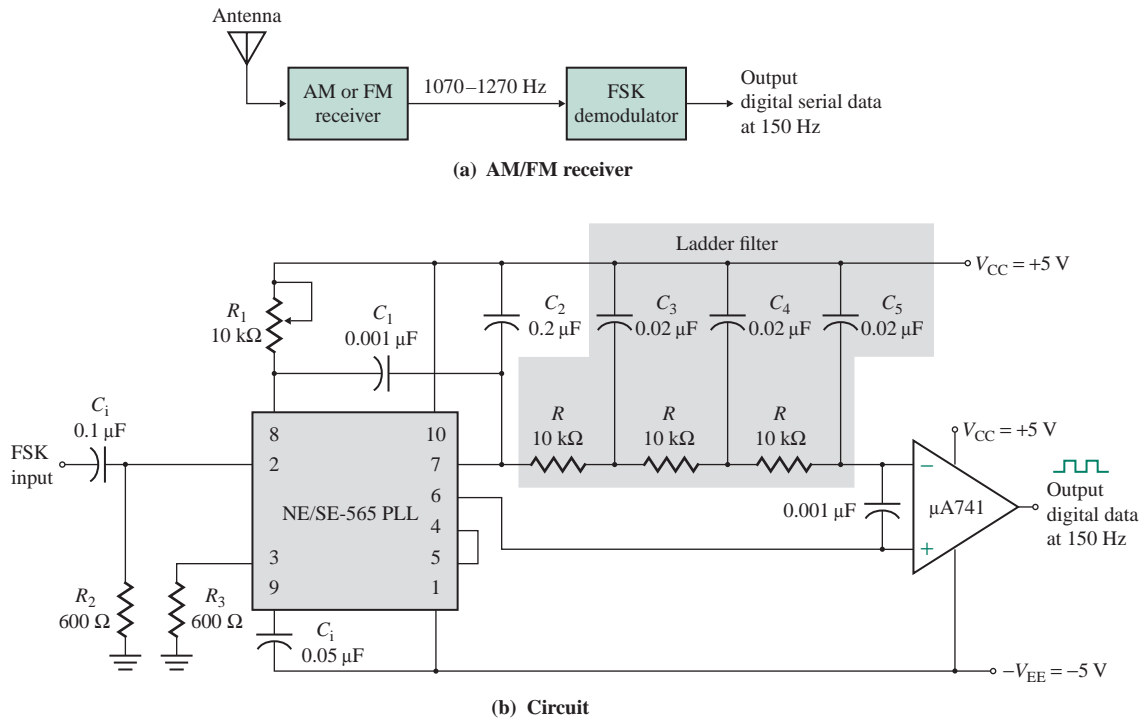 Antenna
AM or FM
receiver
1070–1270 Hz
FSK
demodulator
Output
digital serial data
at 150 Hz
(a) AM/FM receiver
Ladder filter
V_CC = +5 V
R_1
10 kΩ
C_1
0.001 μF
C_2
0.2 μF
C_3
0.02 μF
C_4
0.02 μF
C_5
0.02 μF
C_i
0.1 μF
FSK
input
8
10
2
7
6
NE/SE-565 PLL
4
3
5
9
1
R
10 kΩ
R
10 kΩ
R
10 kΩ
V_CC = +5 V
−
μA741
+
0.001 μF
Output
digital data
at 150 Hz
R_2
600 Ω
R_3
600 Ω
C_i
0.05 μF
−V_EE = −5 V
(b) Circuit